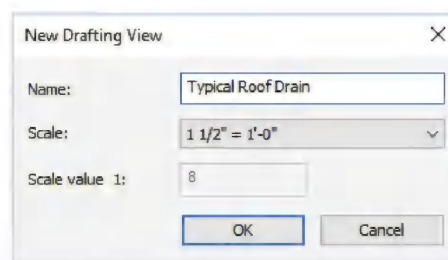 New Drafting View
Name: Typical Roof Drain
Scale: 1 1/2" = 1'-0"
Scale value 1: 8
OK Cancel